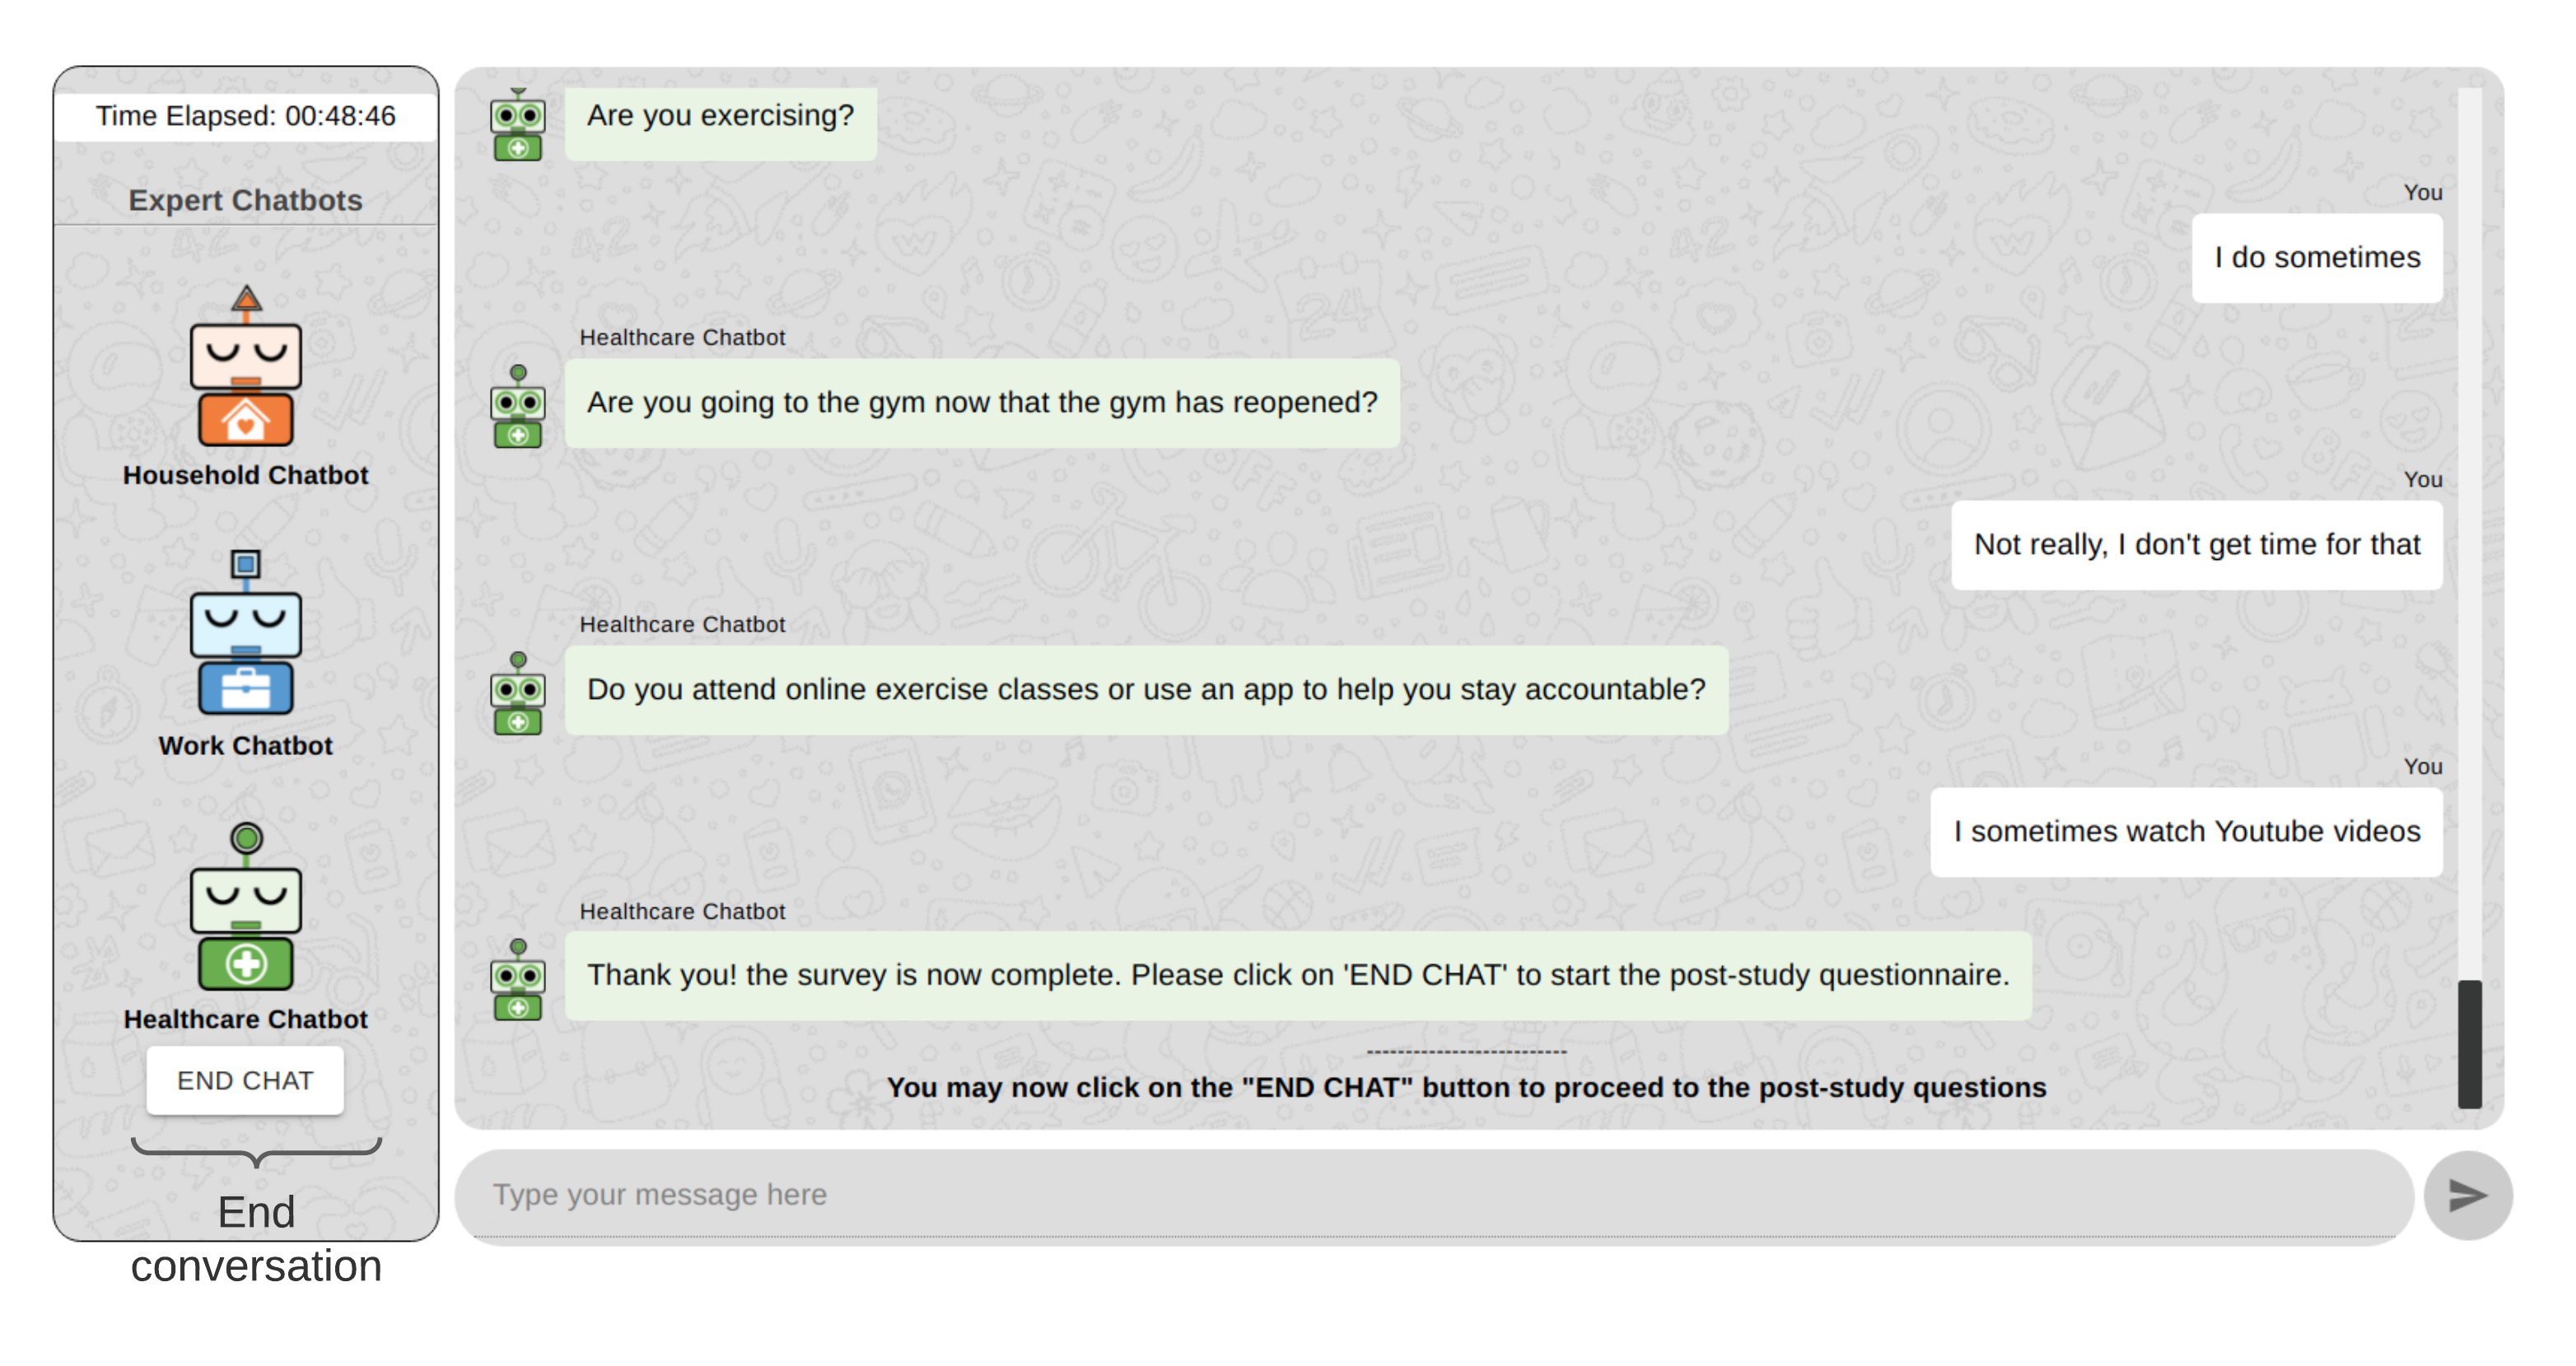 Time Elapsed: 00:48:46
Expert Chatbots
Household Chatbot
Work Chatbot
Healthcare Chatbot
END CHAT
End
conversation
Are you exercising?
You
I do sometimes
Healthcare Chatbot
Are you going to the gym now that the gym has reopened?
You
Not really, I don't get time for that
Healthcare Chatbot
Do you attend online exercise classes or use an app to help you stay accountable?
You
I sometimes watch Youtube videos
Healthcare Chatbot
Thank you! the survey is now complete. Please click on 'END CHAT' to start the post-study questionnaire.
--------------------------
You may now click on the "END CHAT" button to proceed to the post-study questions
Type your message here